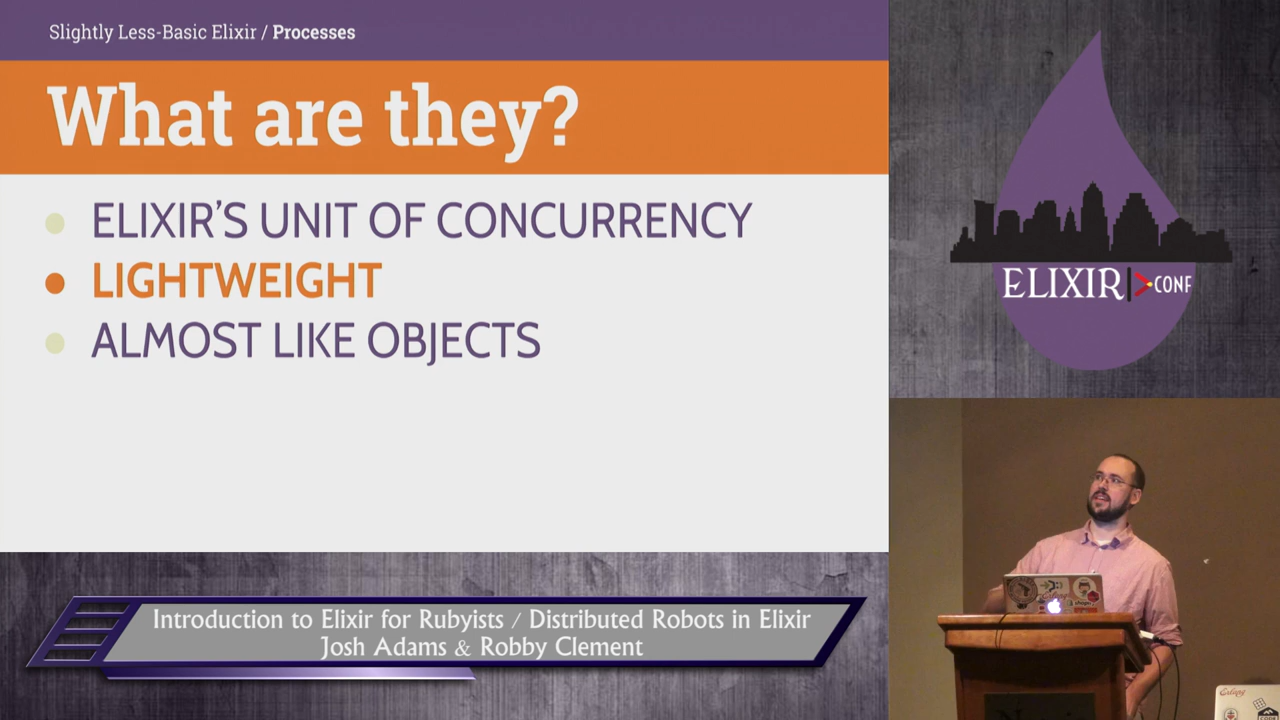 Slightly Less-Basic Elixir / Processes
What are they?
ELIXIR'S UNIT OF CONCURRENCY
LIGHTWEIGHT
ALMOST LIKE OBJECTS
ELIXIR CONF
Introduction to Elixir for Rubyists / Distributed Robots in Elixir
Josh Adams & Robby Clement
Erlang